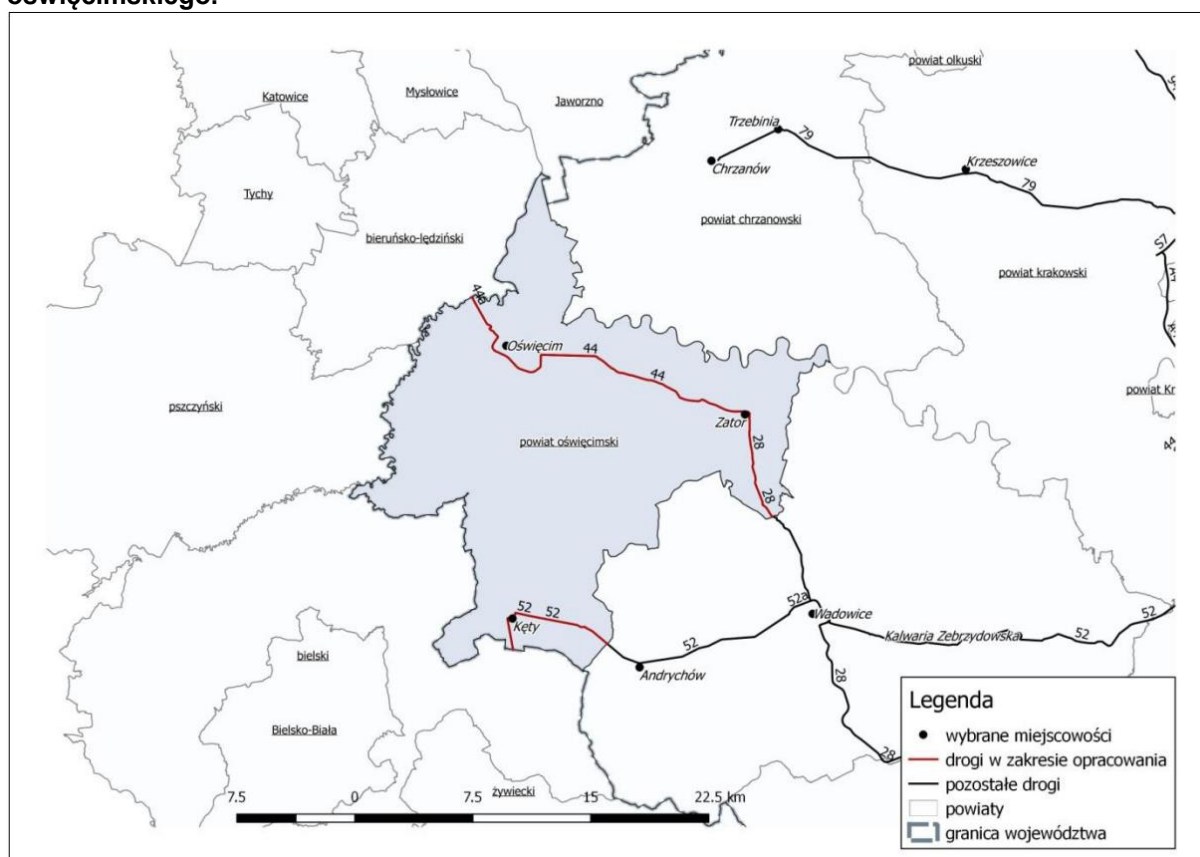 oświęcimskiego.
powiat olkuski
Katowice
Mysłowice
Jaworzno
Trzebinia
79
Chrzanów
Krzeszowice
79
Tychy
powiat chrzanowski
bieruńsko-lędziński
powiat krakowski
Oświęcim
44
44
powiat Kr
pszczyński
Zator
28
powiat oświęcimski
28
52
52
Kęty
52a
Wadowice
52
Kalwaria Zebrzydowska
52
52
bielski
Andrychów
28
Bielsko-Biała
28
żywiecki
7.5 0 7.5 15 22.5 km
Legenda
wybrane miejscowości
drogi w zakresie opracowania
pozostałe drogi
powiaty
granica województwa